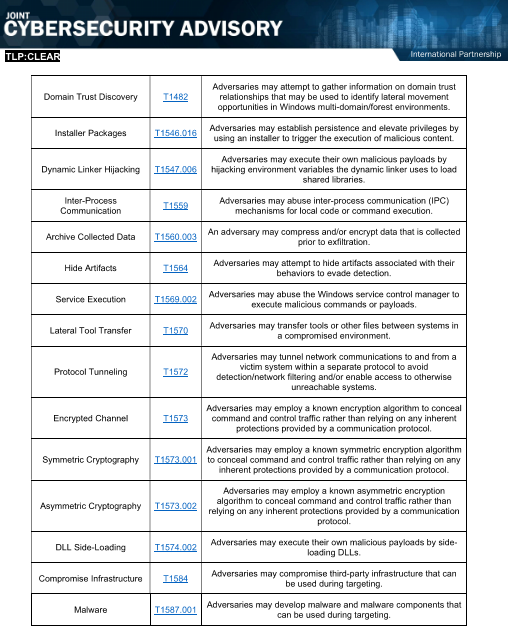 JOINT
CYBERSECURITY ADVISORY
TLP:CLEAR
International Partnership
Domain Trust Discovery
T1482
Adversaries may attempt to gather information on domain trust
relationships that may be used to identify lateral movement
opportunities in Windows multi-domain/forest environments.
Installer Packages
T1546.016
Adversaries may establish persistence and elevate privileges by
using an installer to trigger the execution of malicious content.
Dynamic Linker Hijacking
T1547.006
Adversaries may execute their own malicious payloads by
hijacking environment variables the dynamic linker uses to load
shared libraries.
Inter-Process
Communication
T1559
Adversaries may abuse inter-process communication (IPC)
mechanisms for local code or command execution.
Archive Collected Data
T1560.003
An adversary may compress and/or encrypt data that is collected
prior to exfiltration.
Hide Artifacts
T1564
Adversaries may attempt to hide artifacts associated with their
behaviors to evade detection.
Service Execution
T1569.002
Adversaries may abuse the Windows service control manager to
execute malicious commands or payloads.
Lateral Tool Transfer
T1570
Adversaries may transfer tools or other files between systems in
a compromised environment.
Protocol Tunneling
T1572
Adversaries may tunnel network communications to and from a
victim system within a separate protocol to avoid
detection/network filtering and/or enable access to otherwise
unreachable systems.
Encrypted Channel
T1573
Adversaries may employ a known encryption algorithm to conceal
command and control traffic rather than relying on any inherent
protections provided by a communication protocol.
Symmetric Cryptography
T1573.001
Adversaries may employ a known symmetric encryption algorithm
to conceal command and control traffic rather than relying on any
inherent protections provided by a communication protocol.
Asymmetric Cryptography
T1573.002
Adversaries may employ a known asymmetric encryption
algorithm to conceal command and control traffic rather than
relying on any inherent protections provided by a communication
protocol.
DLL Side-Loading
T1574.002
Adversaries may execute their own malicious payloads by side-
loading DLLs.
Compromise Infrastructure
T1584
Adversaries may compromise third-party infrastructure that can
be used during targeting.
Malware
T1587.001
Adversaries may develop malware and malware components that
can be used during targeting.